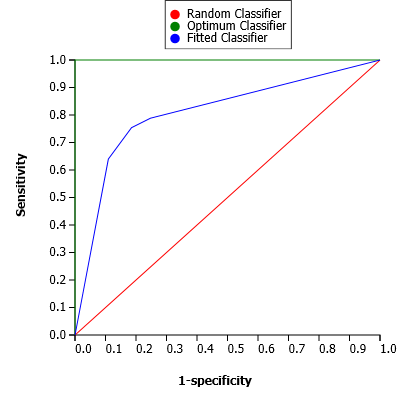 Random Classifier
Optimum Classifier
Fitted Classifier
1.0
0.9
0.8
0.7
0.6
0.5
0.4
0.3
0.2
0.1
0.0
Sensitivity
0.0 0.1 0.2 0.3 0.4 0.5 0.6 0.7 0.8 0.9 1.0
1-specificity